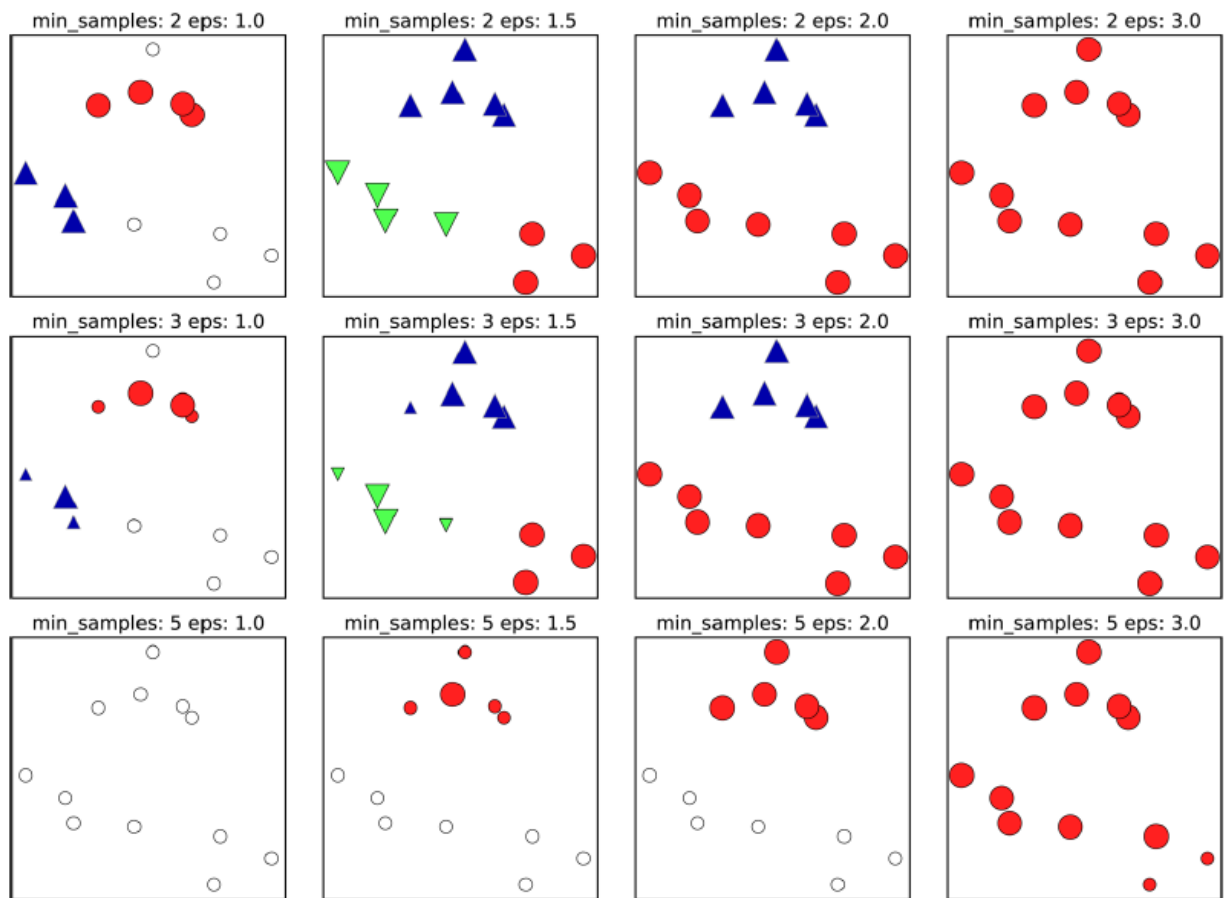 min_samples: 2 eps: 1.0
min_samples: 2 eps: 1.5
min_samples: 2 eps: 2.0
min_samples: 2 eps: 3.0
min_samples: 3 eps: 1.0
min_samples: 3 eps: 1.5
min_samples: 3 eps: 2.0
min_samples: 3 eps: 3.0
min_samples: 5 eps: 1.0
min_samples: 5 eps: 1.5
min_samples: 5 eps: 2.0
min_samples: 5 eps: 3.0